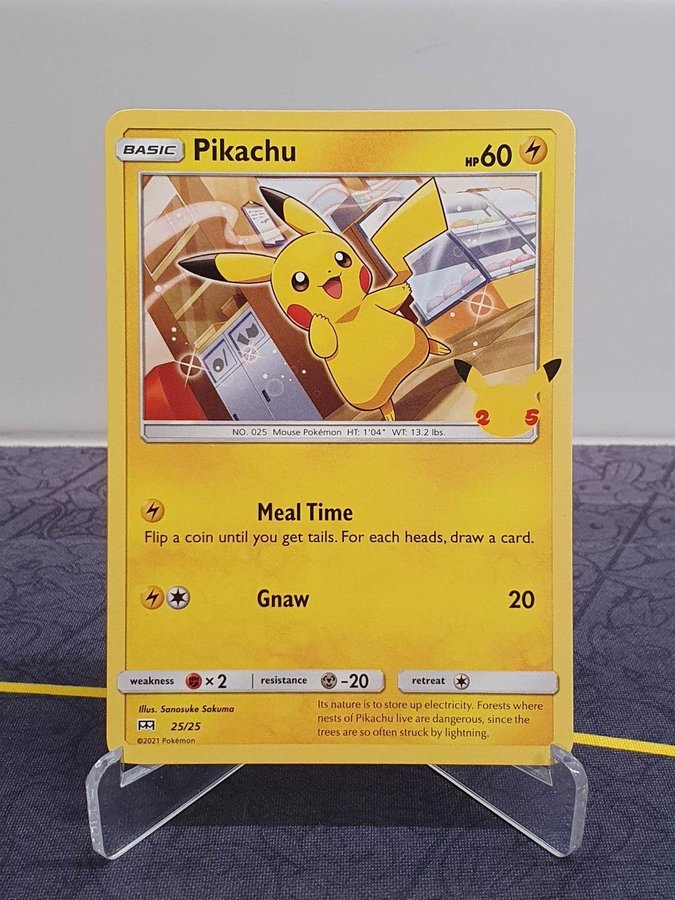 BASIC Pikachu HP60
NO. 025 Mouse Pokémon HT: 1'04" WT: 13.2 lbs.
25
Meal Time
Flip a coin until you get tails. For each heads, draw a card.
Gnaw 20
weakness ×2 resistance -20 retreat
Illus. Sanosuke Sakuma
25/25
©2021 Pokémon
Its nature is to store up electricity. Forests where
nests of Pikachu live are dangerous, since the
trees are so often struck by lightning.